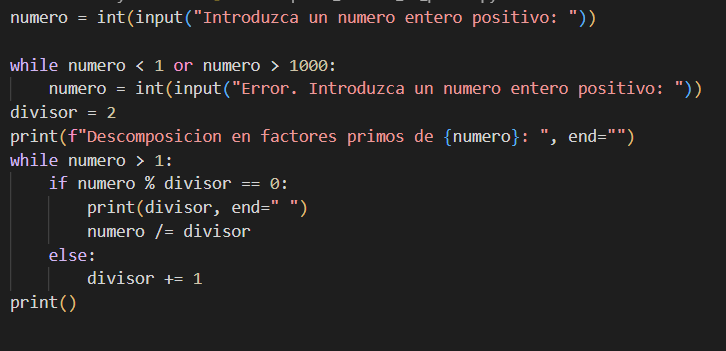 numero = int(input("Introduzca un numero entero positivo: "))

while numero < 1 or numero > 1000:
    numero = int(input("Error. Introduzca un numero entero positivo: "))
divisor = 2
print(f"Descomposicion en factores primos de {numero}: ", end="")
while numero > 1:
    if numero % divisor == 0:
        print(divisor, end=" ")
        numero /= divisor
    else:
        divisor += 1
print()